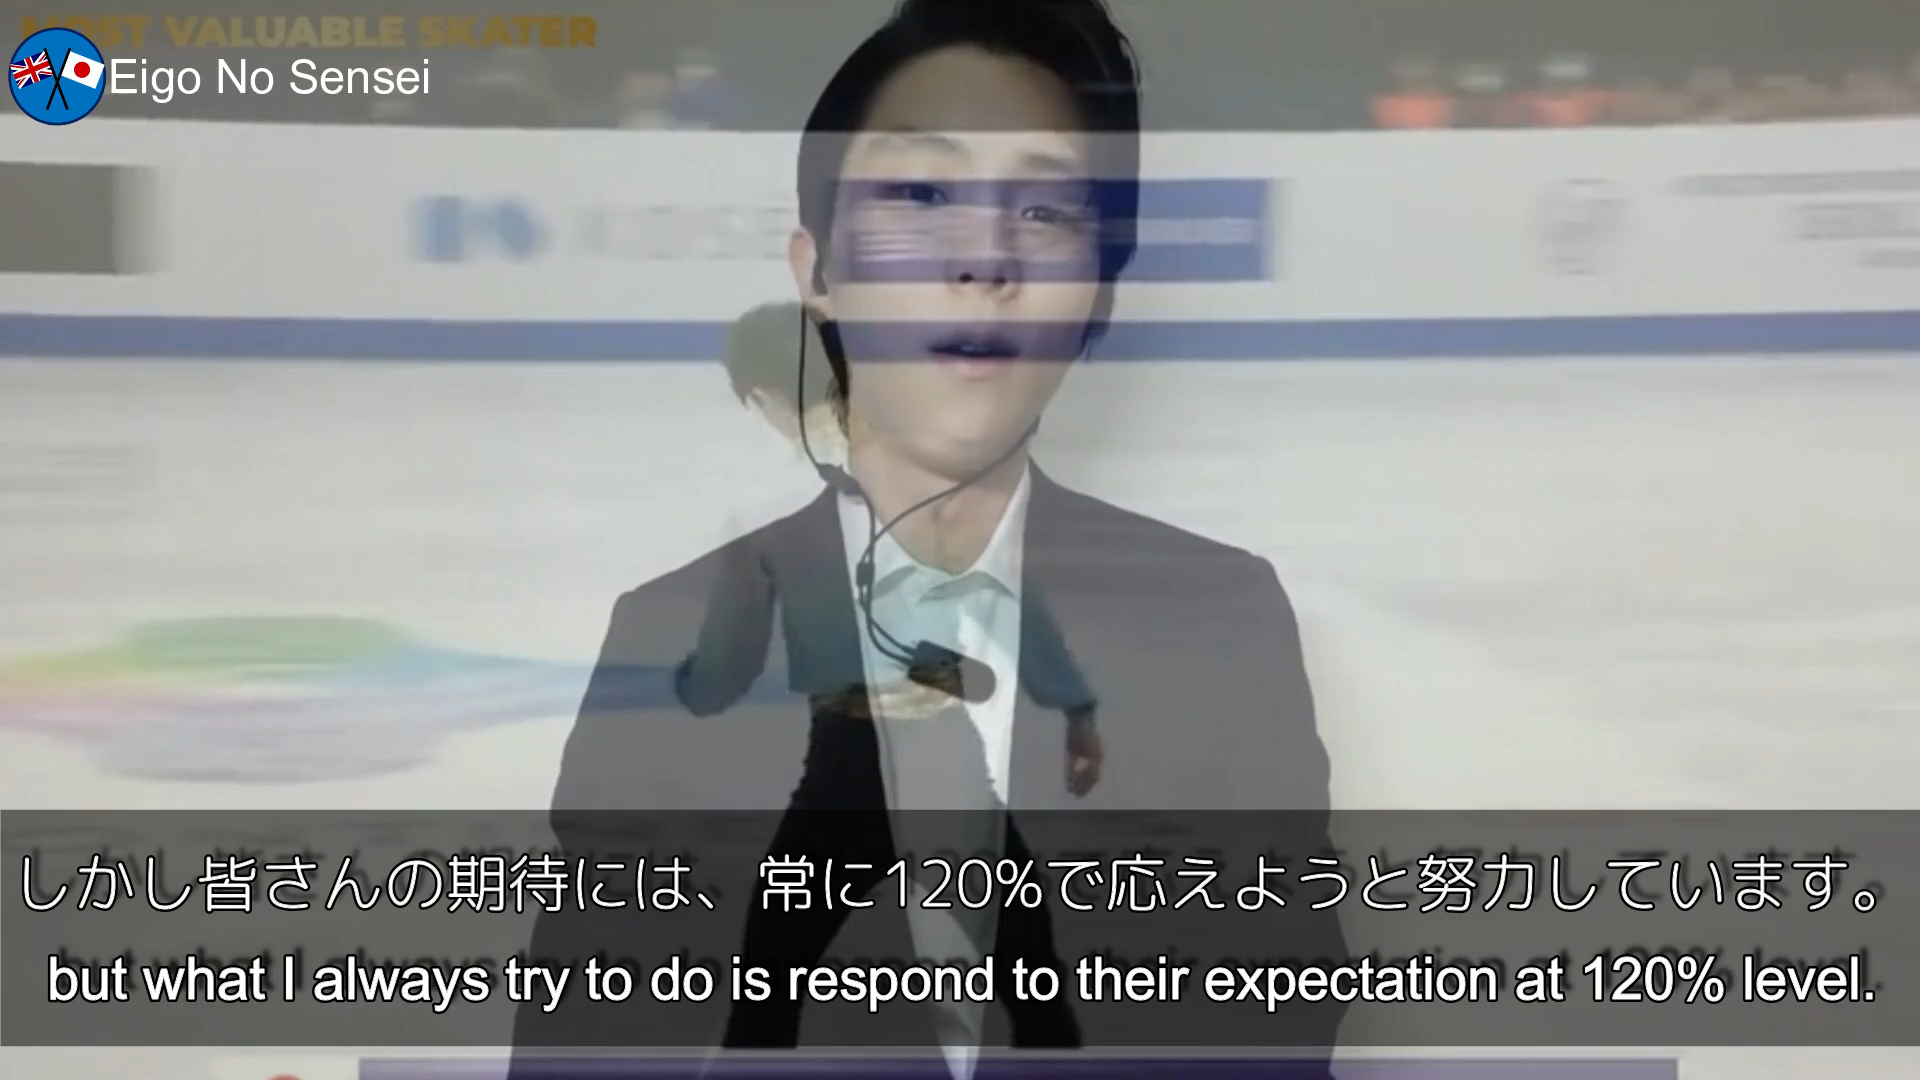 MOST VALUABLE SKATER
Eigo No Sensei
しかし皆さんの期待には、常に120%で応えようと努力しています。
but what I always try to do is respond to their expectation at 120% level.